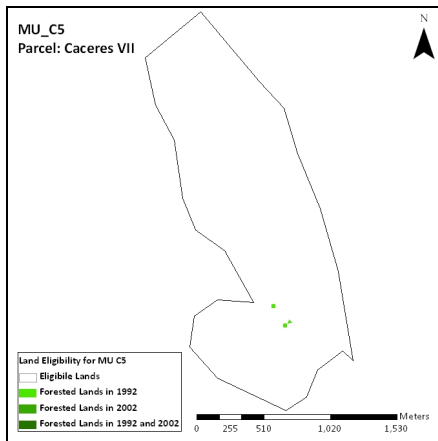 MU_C5
Parcel: Caceres VII
N
Meters
0 255 510 1,020 1,530
Land Eligibility for MU C5
Eligibile Lands
Forested Lands in 1992
Forested Lands in 2002
Forested Lands in 1992 and 2002